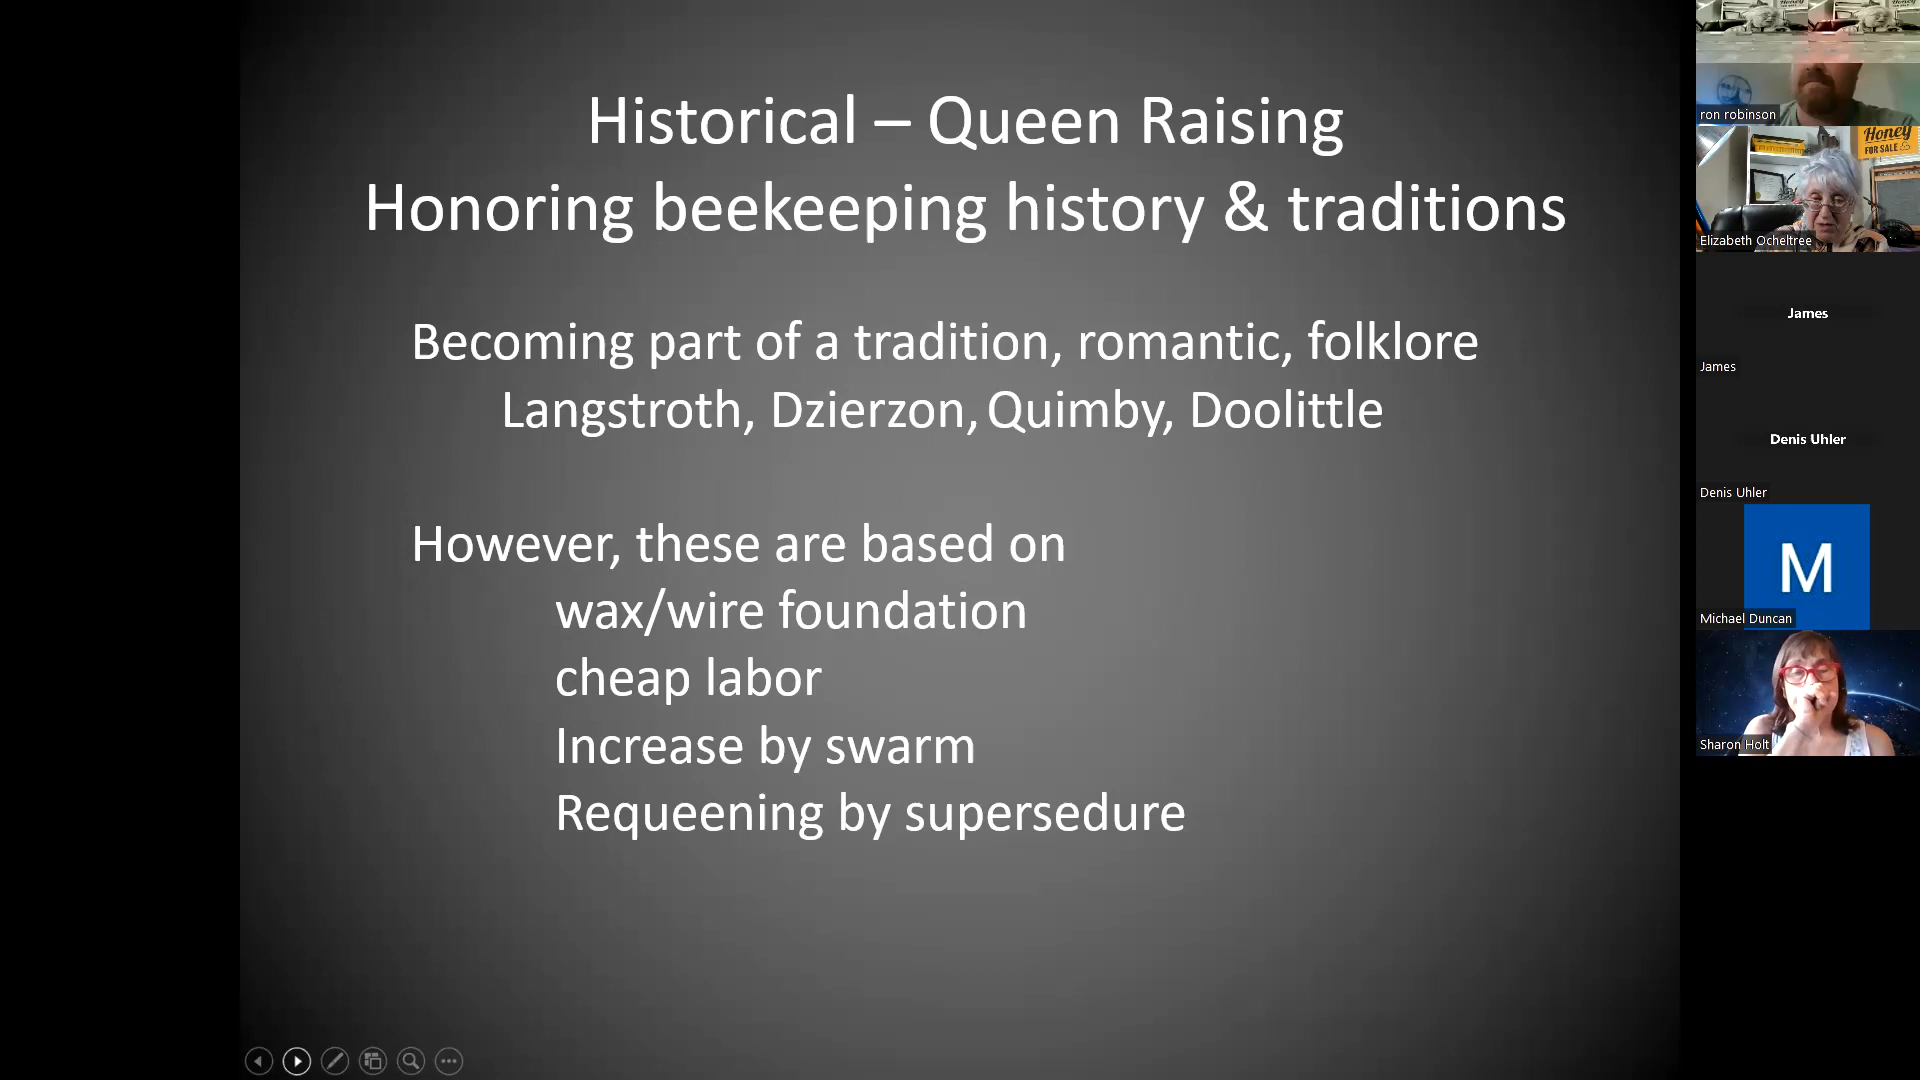 Historical – Queen Raising
Honoring beekeeping history & traditions
Becoming part of a tradition, romantic, folklore
Langstroth, Dzierzon, Quimby, Doolittle
However, these are based on
wax/wire foundation
cheap labor
Increase by swarm
Requeening by supersedure
Honey
ron robinson
Honey
FOR SALE
Elizabeth Ocheltree
James
James
Denis Uhler
Denis Uhler
M
Michael Duncan
Sharon Holt